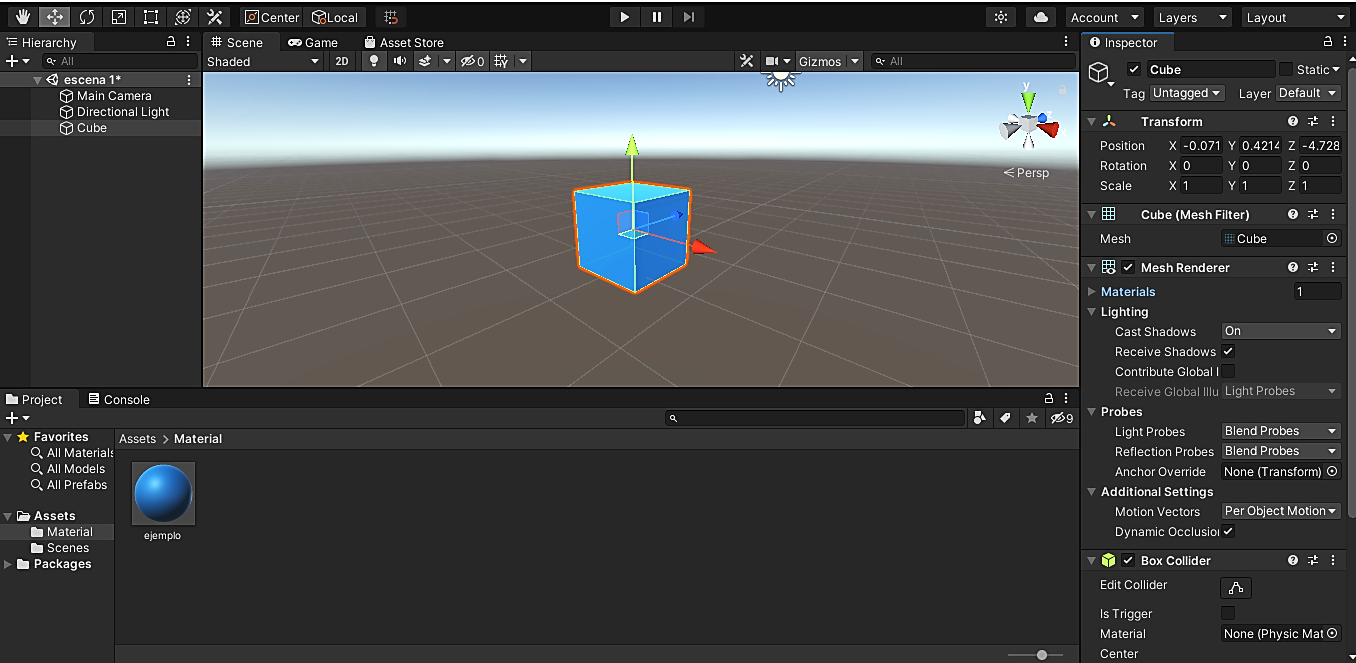 Center Local Account Layers Layout
Hierarchy
All
escena 1*
Main Camera
Directional Light
Cube
Scene Game Asset Store
Shaded 2D 0 Gizmos All
y
Persp
Inspector
Cube Static
Tag Untagged Layer Default
Transform
Position X -0.071 Y 0.4214 Z -4.728
Rotation X 0 Y 0 Z 0
Scale X 1 Y 1 Z 1
Cube (Mesh Filter)
Mesh Cube
Mesh Renderer
Materials 1
Lighting
Cast Shadows On
Receive Shadows
Contribute Global I
Receive Global Illu Light Probes
Probes
Light Probes Blend Probes
Reflection Probes Blend Probes
Anchor Override None (Transform)
Additional Settings
Motion Vectors Per Object Motion
Dynamic Occlusio
Box Collider
Edit Collider
Is Trigger
Material None (Physic Mat
Center
Project Console
9
Favorites
All Materials
All Models
All Prefabs
Assets
Material
Scenes
Packages
Assets > Material
ejemplo